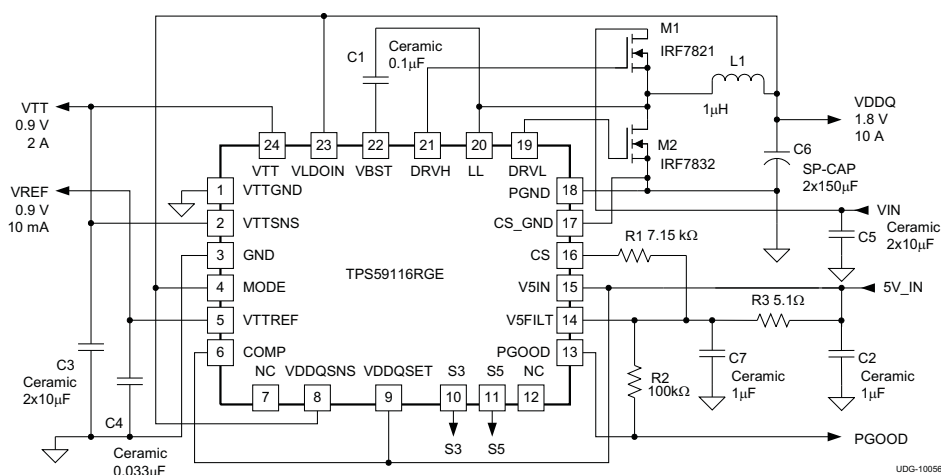 M1
IRF7821
C1
Ceramic
0.1μF
L1
1μH
VTT
0.9 V
2 A
VDDQ
1.8 V
10 A
24
23
22
21
20
19
M2
IRF7832
C6
SP-CAP
2x150μF
VTT
VLDOIN
VBST
DRVH
LL
DRVL
VREF
0.9 V
10 mA
1
VTTGND
PGND
18
2
VTTSNS
CS_GND
17
VIN
C5
Ceramic
2x10μF
3
GND
CS
16
R1 7.15 kΩ
TPS59116RGE
4
MODE
V5IN
15
5V_IN
5
VTTREF
V5FILT
14
R3 5.1Ω
6
COMP
PGOOD
13
C3
Ceramic
2x10μF
NC
VDDQSNS
VDDQSET
S3
S5
NC
7
8
9
10
11
12
R2
100kΩ
C7
Ceramic
1μF
C2
Ceramic
1μF
C4
Ceramic
0.033μF
S3
S5
PGOOD
UDG-10056